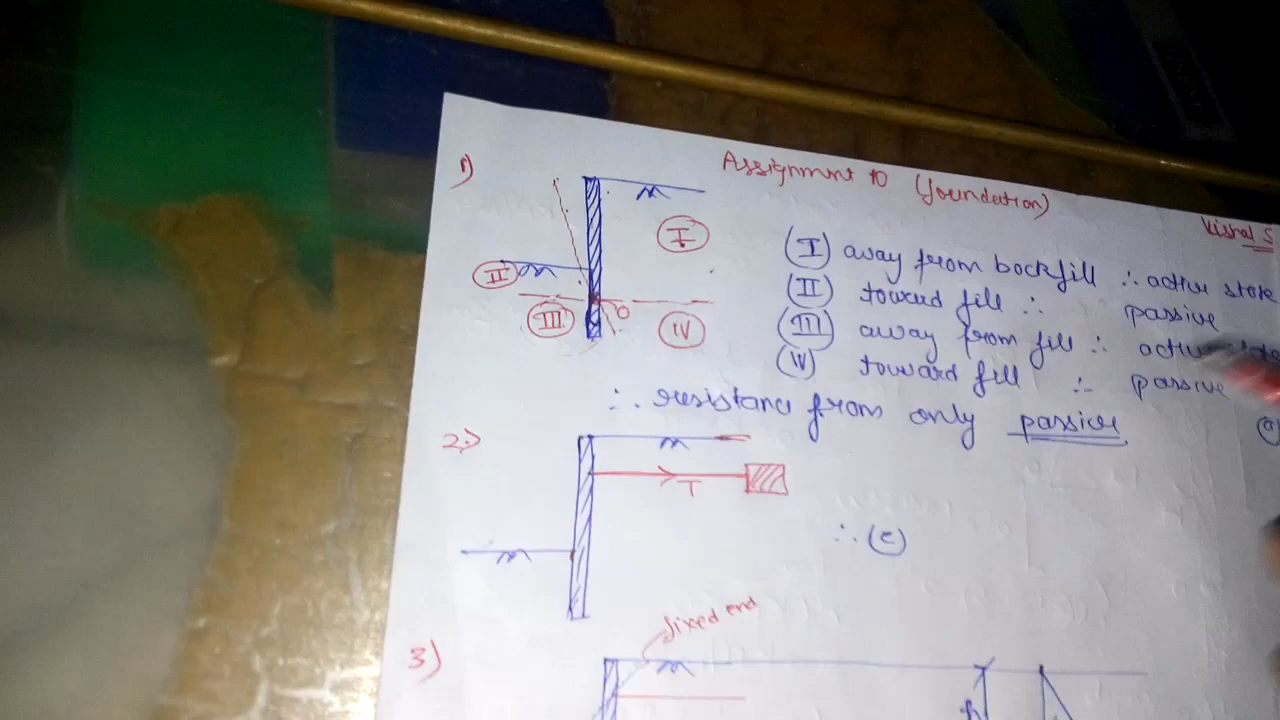 Assignment 10 (foundation)
Vishal S
1)
I
II
III
IV
O
(I) away from backfill ∴ active state
(II) toward fill ∴ passive
(III) away from fill ∴
(IV) toward fill ∴ passive
∴ resistance from only passive
2.)
T
∴ (c)
3)
fixed end